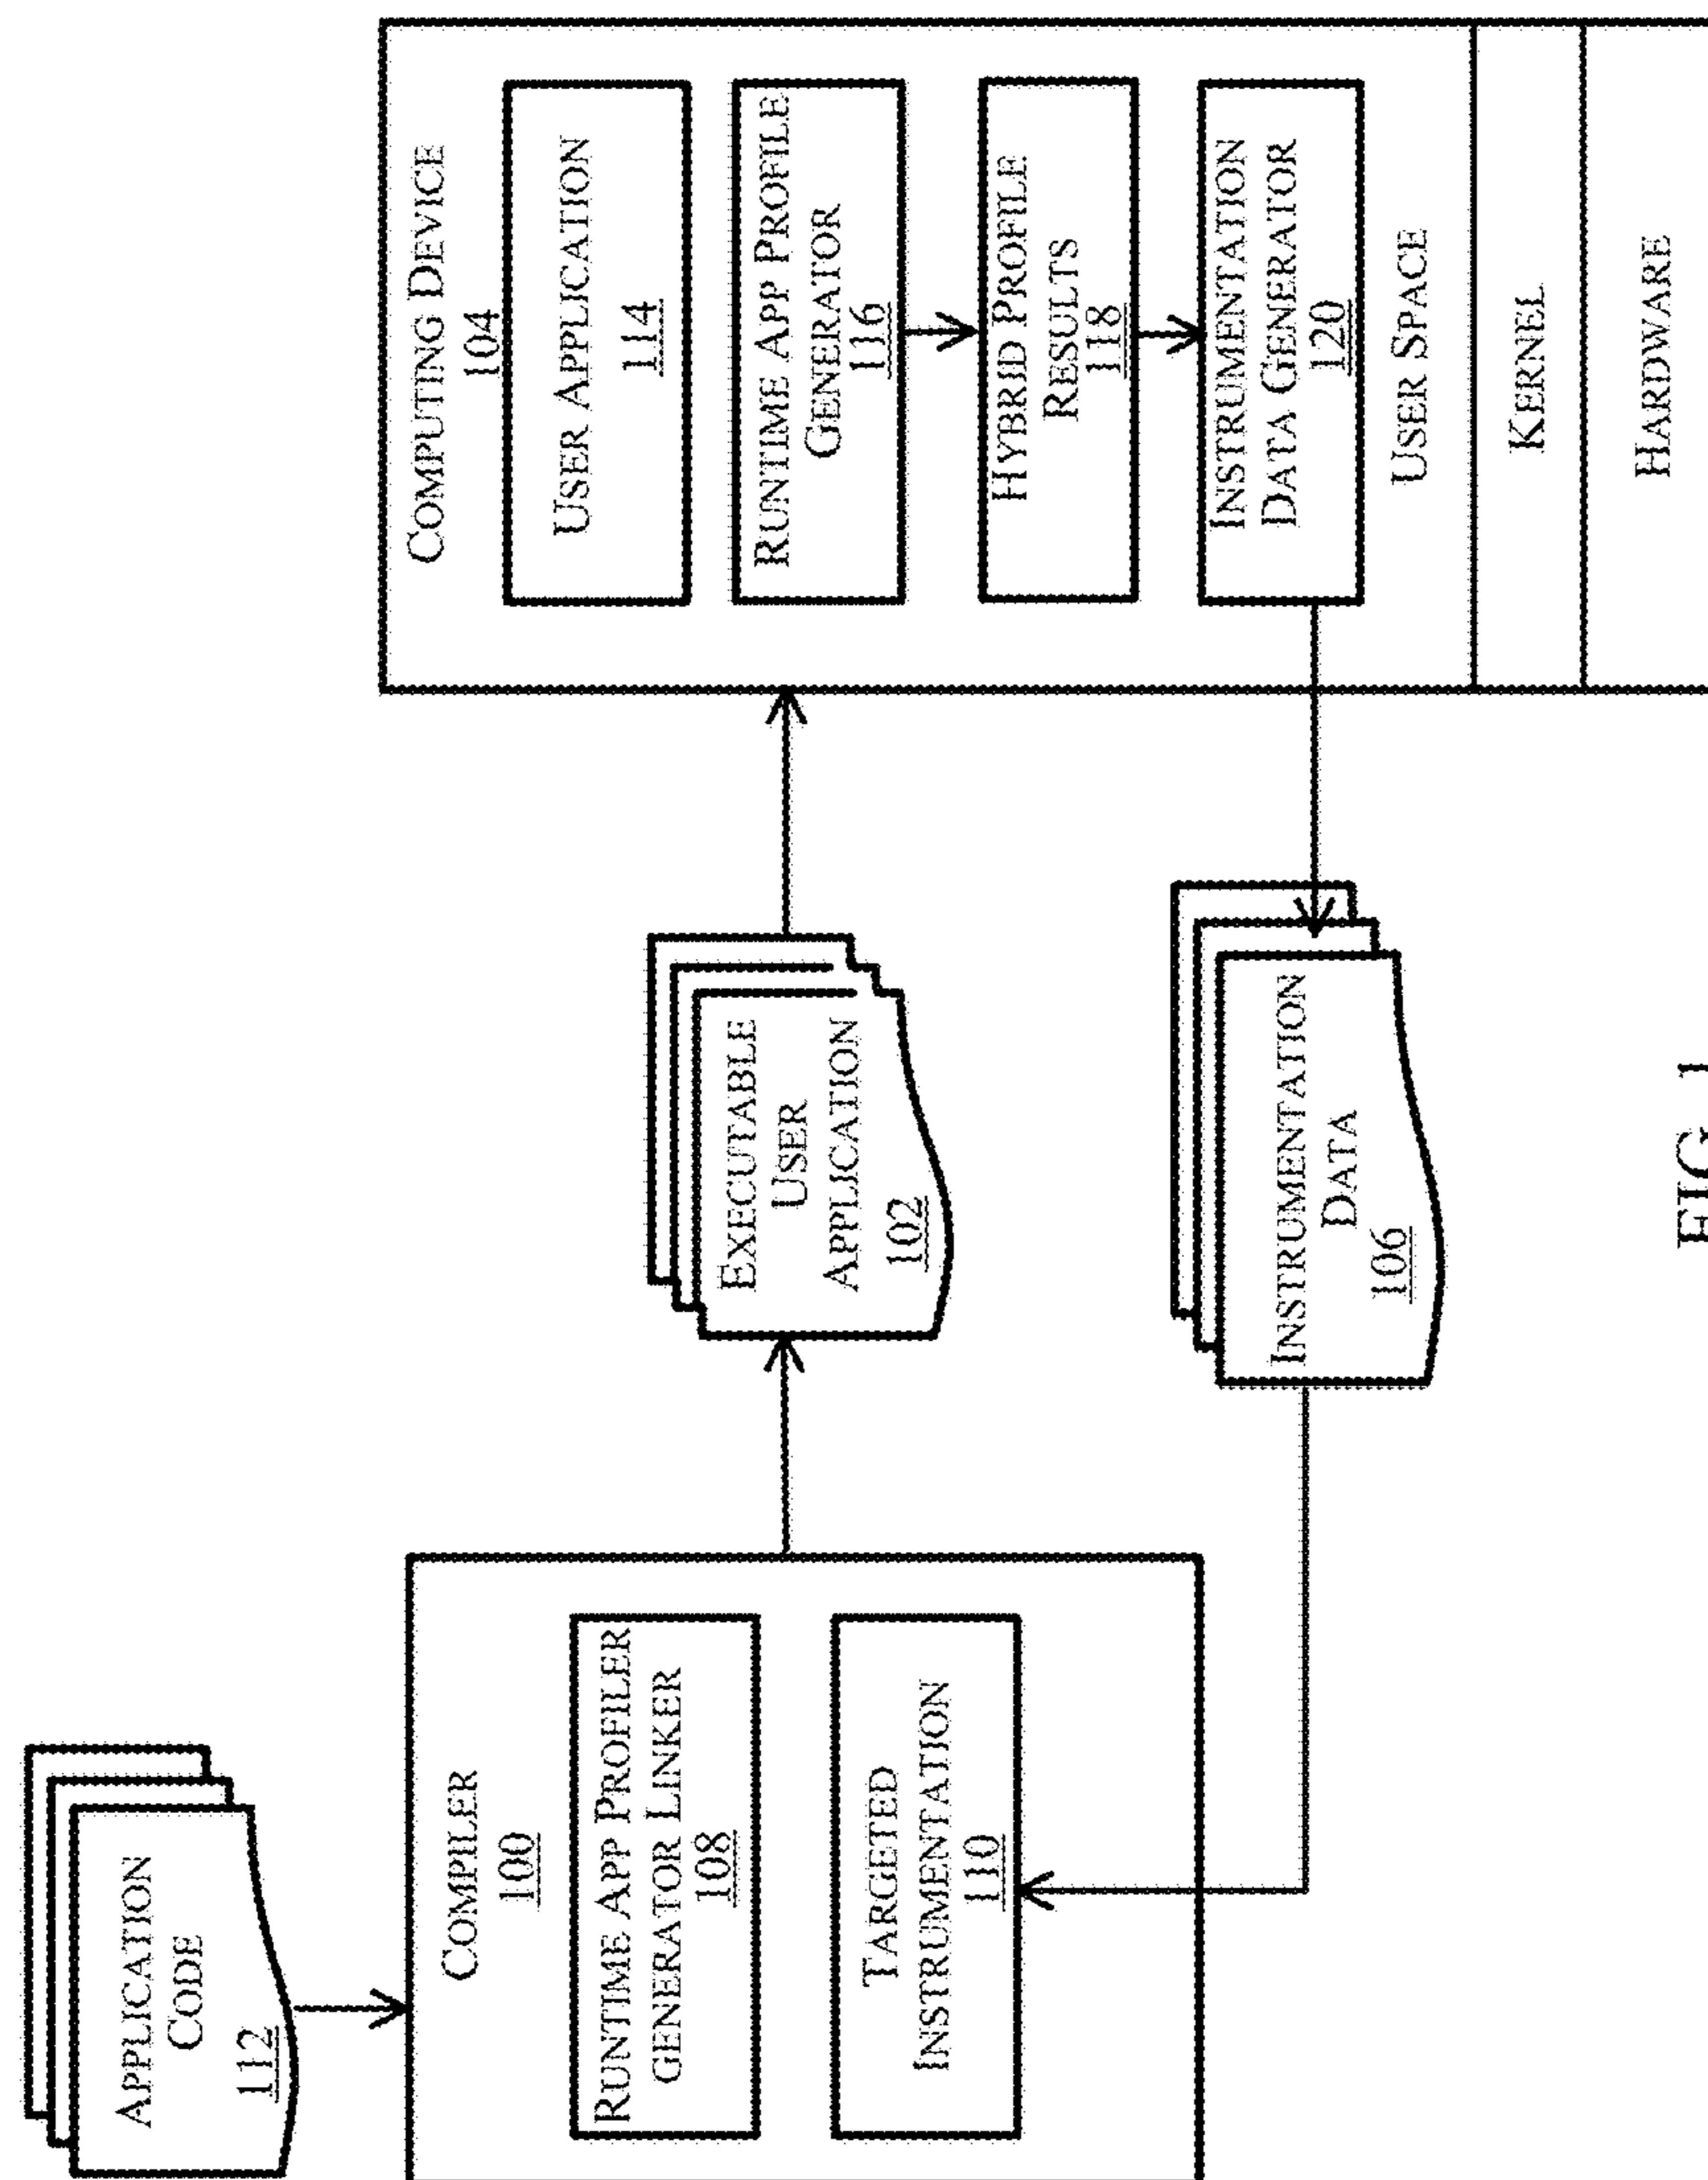 APPLICATION
CODE
112
COMPILER
100
RUNTIME APP PROFILER
GENERATOR LINKER
108
TARGETED
INSTRUMENTATION
110
EXECUTABLE
USER
APPLICATION
102
INSTRUMENTATION
DATA
106
COMPUTING DEVICE
104
USER APPLICATION
114
RUNTIME APP PROFILE
GENERATOR
116
HYBRID PROFILE
RESULTS
118
INSTRUMENTATION
DATA GENERATOR
120
USER SPACE
KERNEL
HARDWARE
FIG. 1